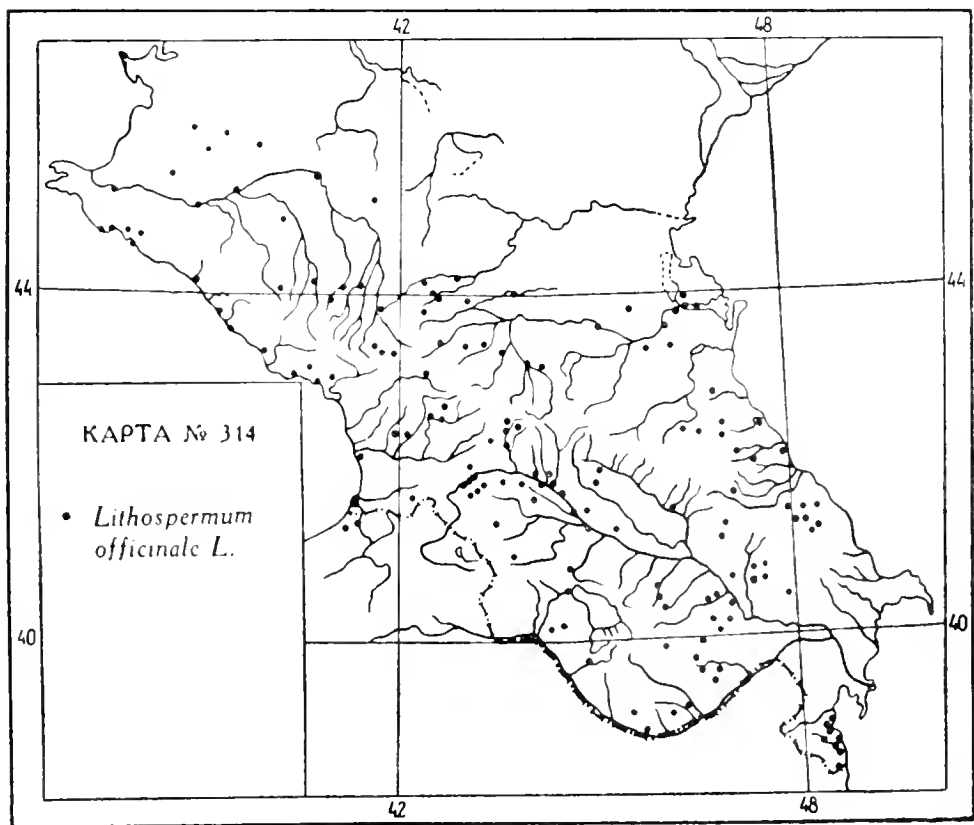 42 48
44 44
КАРТА № 314
• Lithospermum
officinale L.
40 40
42 48